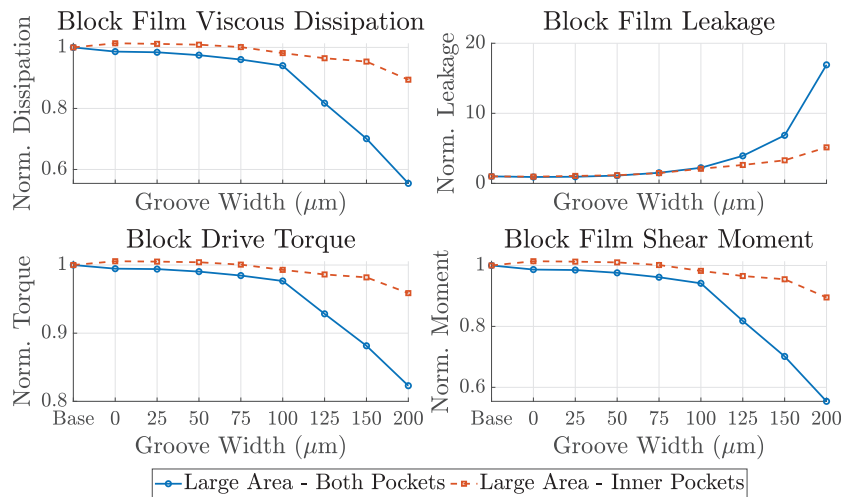 Block Film Viscous Dissipation
Norm. Dissipation
1
0.8
0.6
Groove Width (μm)
Block Film Leakage
Norm. Leakage
20
10
0
Groove Width (μm)
Block Drive Torque
Norm. Torque
1
0.9
0.8
Base 0 25 50 75 100 125 150 200
Groove Width (μm)
Block Film Shear Moment
Norm. Moment
1
0.8
0.6
Base 0 25 50 75 100 125 150 200
Groove Width (μm)
Large Area - Both Pockets Large Area - Inner Pockets